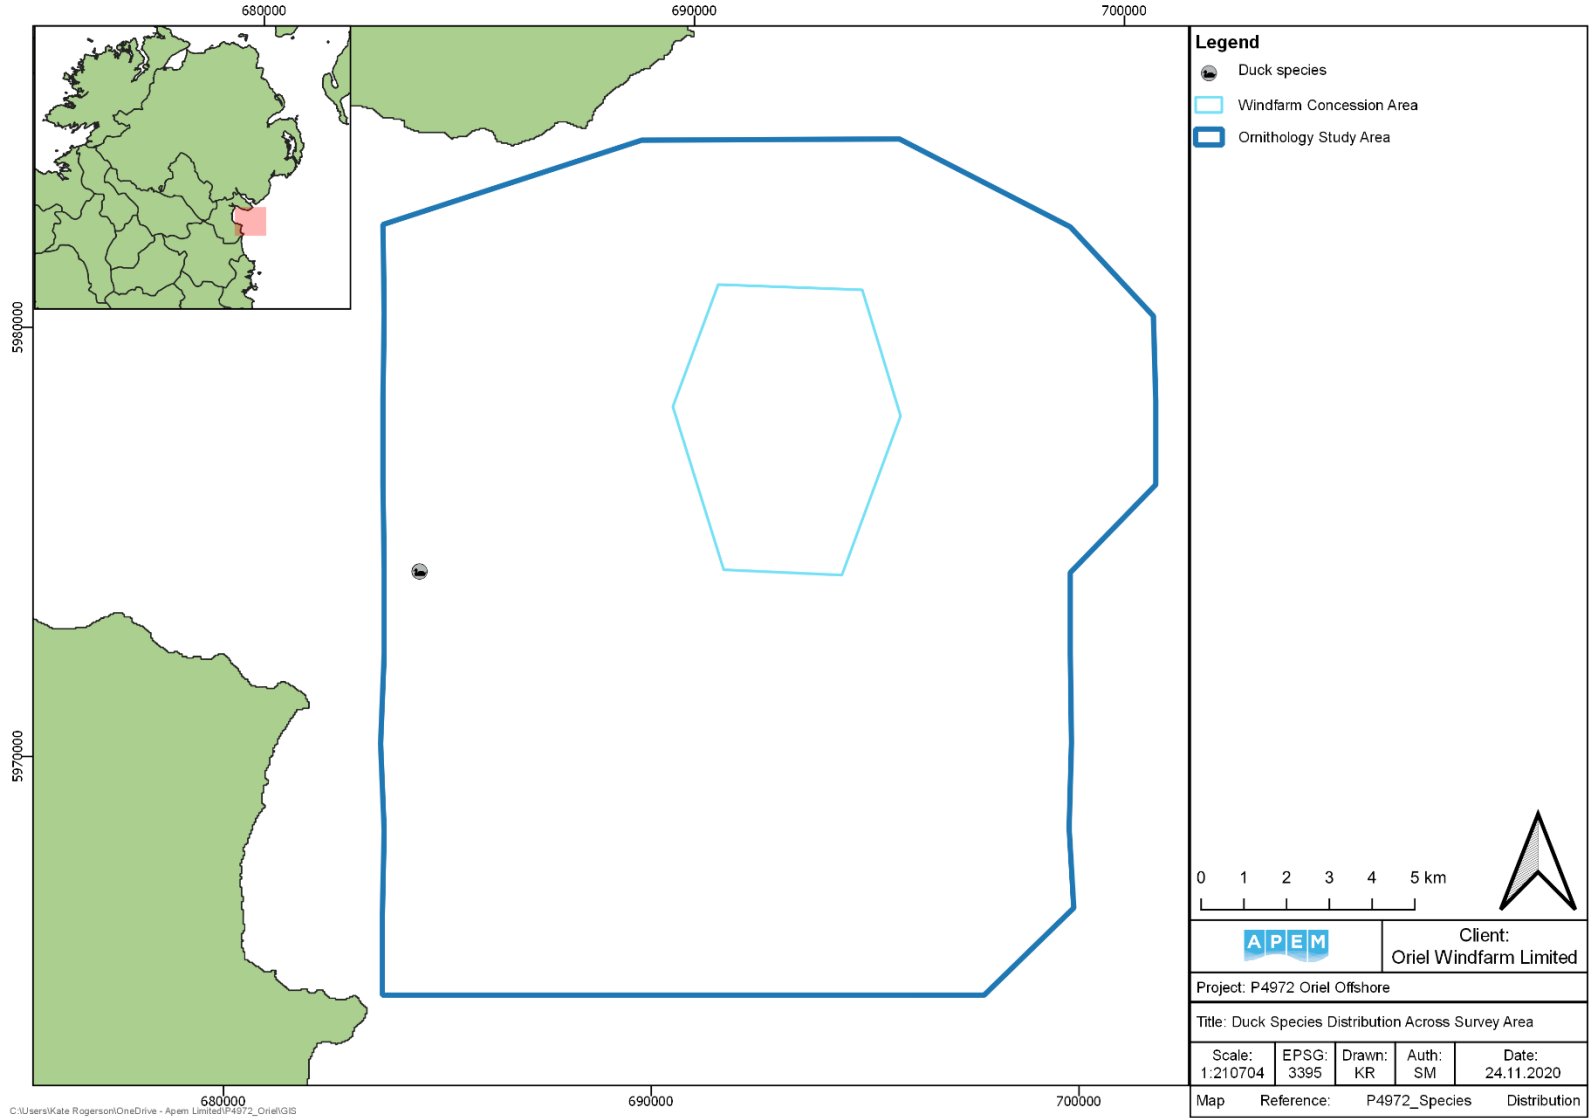 680000 690000 700000
Legend
Duck species
Windfarm Concession Area
Ornithology Study Area
5980000
5970000
0 1 2 3 4 5 km
APEM
Client:
Oriel Windfarm Limited
Project: P4972 Oriel Offshore
Title: Duck Species Distribution Across Survey Area
Scale: EPSG: Drawn: Auth: Date:
1:210704 3395 KR SM 24.11.2020
Map Reference: P4972_Species Distribution
680000 690000 700000
C:\Users\Kate Rogerson\OneDrive - Apem Limited\P4972_Oriel\GIS